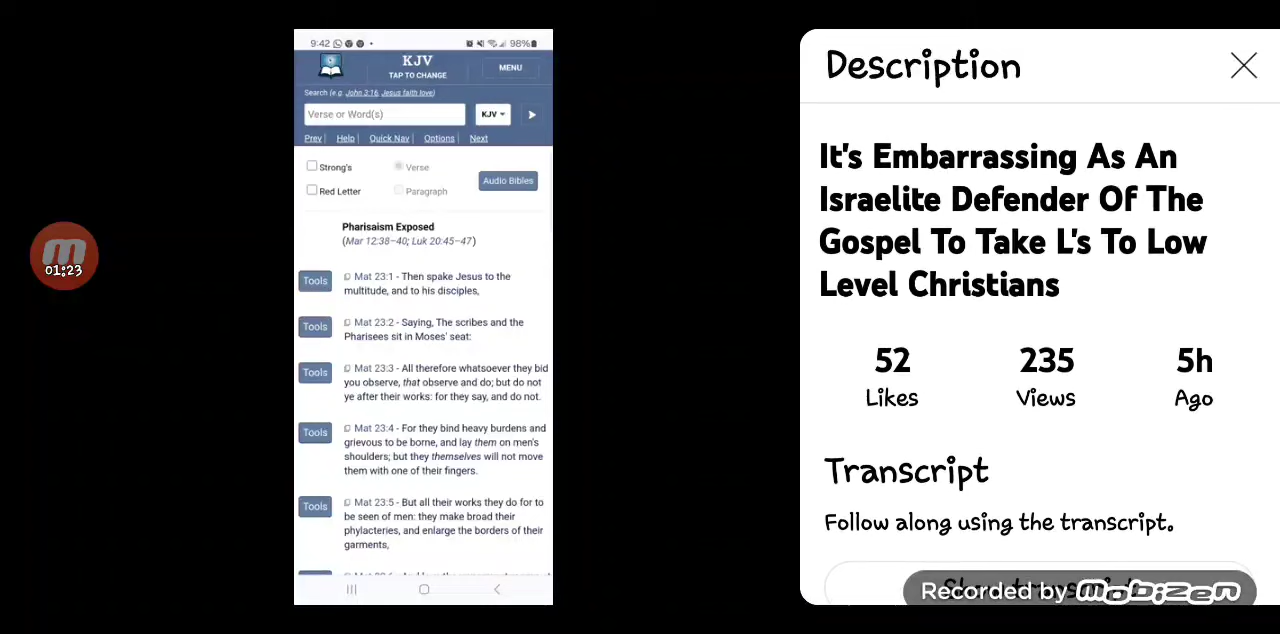 9:42
98%
KJV
TAP TO CHANGE
MENU
Search (e.g. John 3:16, Jesus faith love)
Verse or Word(s)
KJV
Prev | Help | Quick Nav | Options | Next
Strong's
Verse
Red Letter
Paragraph
Audio Bibles
Pharisaism Exposed
(Mar 12:38–40; Luk 20:45–47)
Tools
Mat 23:1 - Then spake Jesus to the
multitude, and to his disciples,
Tools
Mat 23:2 - Saying, The scribes and the
Pharisees sit in Moses' seat:
Tools
Mat 23:3 - All therefore whatsoever they bid
you observe, that observe and do; but do not
ye after their works: for they say, and do not.
Tools
Mat 23:4 - For they bind heavy burdens and
grievous to be borne, and lay them on men's
shoulders; but they themselves will not move
them with one of their fingers.
Tools
Mat 23:5 - But all their works they do for to
be seen of men: they make broad their
phylacteries, and enlarge the borders of their
garments,
01:23
Description
It's Embarrassing As An
Israelite Defender Of The
Gospel To Take L's To Low
Level Christians
52
Likes
235
Views
5h
Ago
Transcript
Follow along using the transcript.
Recorded by mobizen